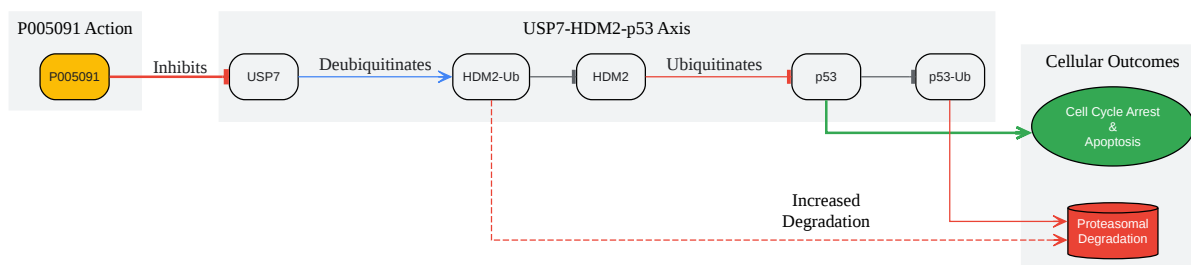 P005091 Action
USP7-HDM2-p53 Axis
Cellular Outcomes
P005091
Inhibits
USP7
Deubiquitinates
HDM2-Ub
HDM2
Ubiquitinates
p53
p53-Ub
Cell Cycle Arrest
&
Apoptosis
Increased
Degradation
Proteasomal
Degradation